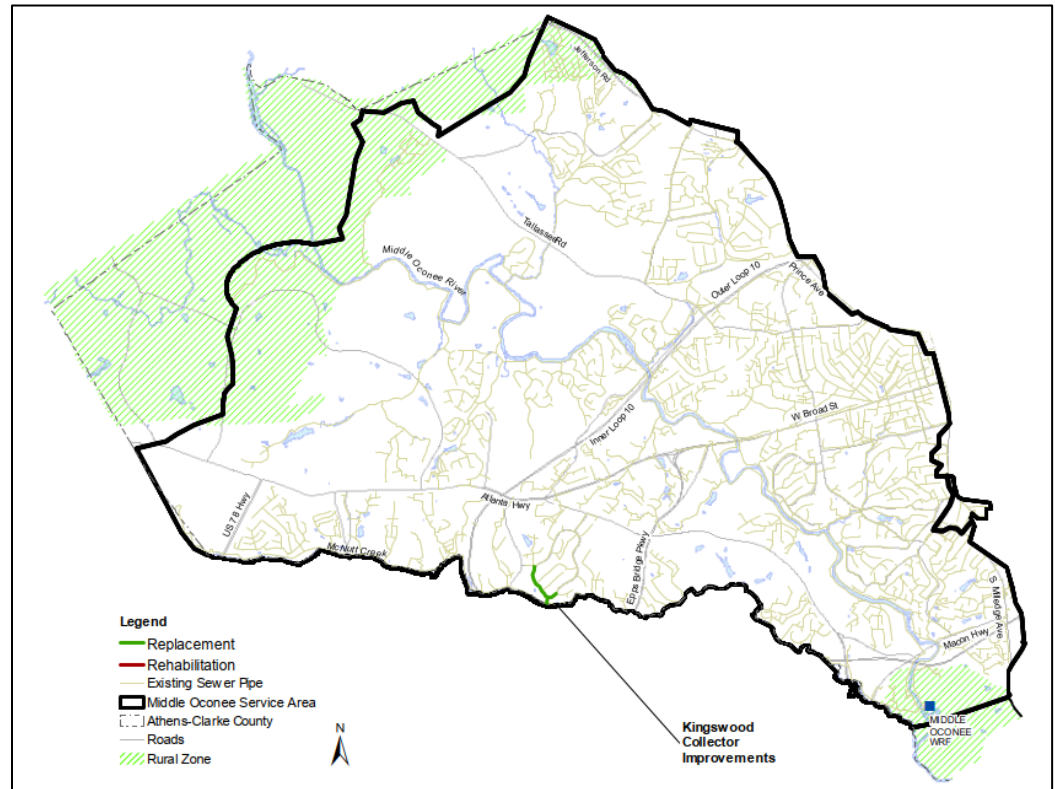 Jefferson Rd
Tallassee Rd
Middle Oconee River
Outer Loop 10
Prince Ave
W Broad St
Inner Loop 10
Atlanta Hwy
US 78 Hwy
McNutt Creek
Epps Bridge Pkwy
S Milledge Ave
Macon Hwy
MIDDLE
OCONEE
WRF
Kingswood
Collector
Improvements
Legend
Replacement
Rehabilitation
Existing Sewer Pipe
Middle Oconee Service Area
Athens-Clarke County
Roads
Rural Zone
N